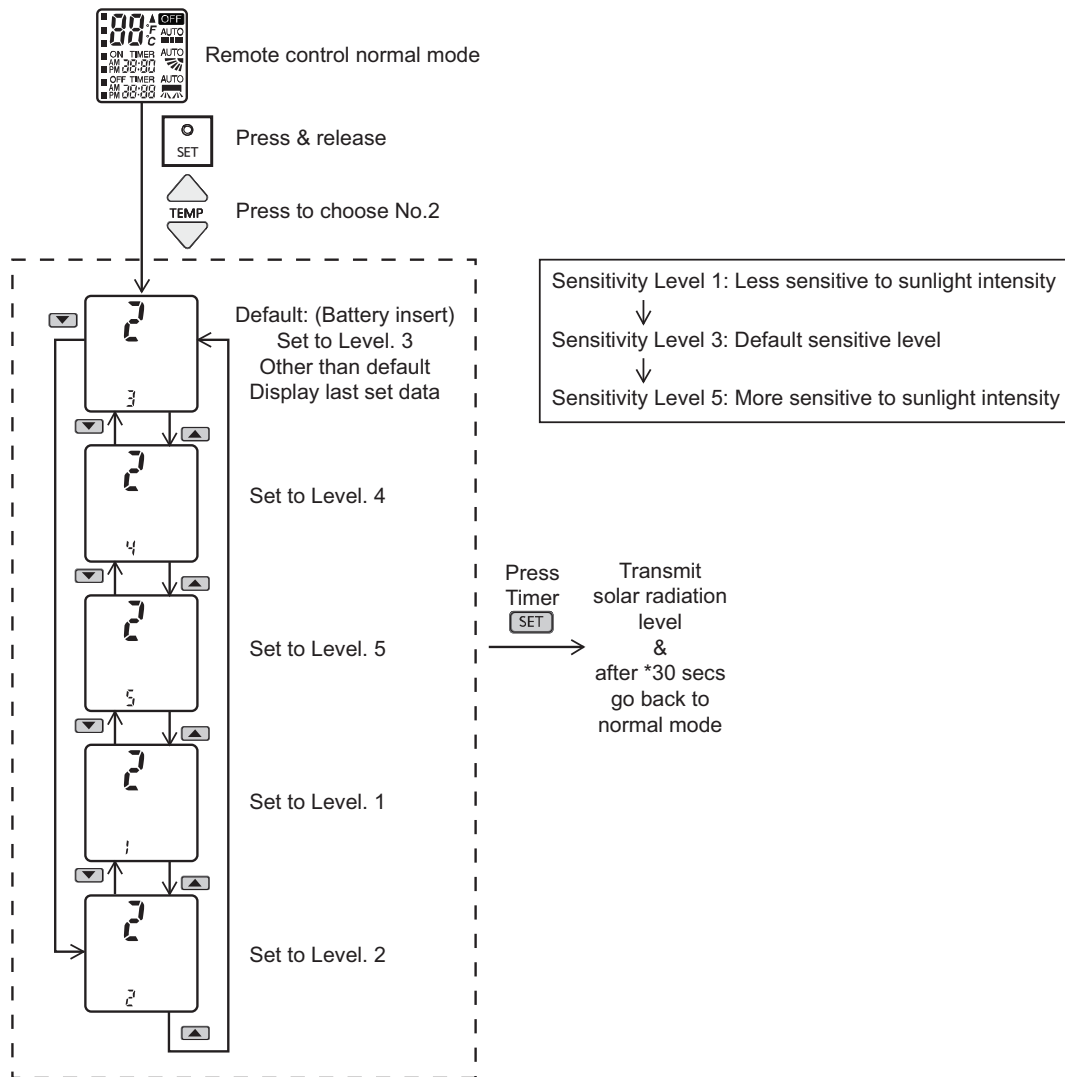 88 °F °C OFF
AUTO
ON TIMER AUTO
AM PM 88:88
OFF TIMER AUTO
AM PM 88:88
Remote control normal mode
SET
Press & release
TEMP
Press to choose No.2
2
3
Default: (Battery insert)
Set to Level. 3
Other than default
Display last set data
2
4
Set to Level. 4
2
5
Set to Level. 5
2
1
Set to Level. 1
2
2
Set to Level. 2
Sensitivity Level 1: Less sensitive to sunlight intensity
Sensitivity Level 3: Default sensitive level
Sensitivity Level 5: More sensitive to sunlight intensity
Press
Timer
SET
Transmit
solar radiation
level
&
after *30 secs
go back to
normal mode